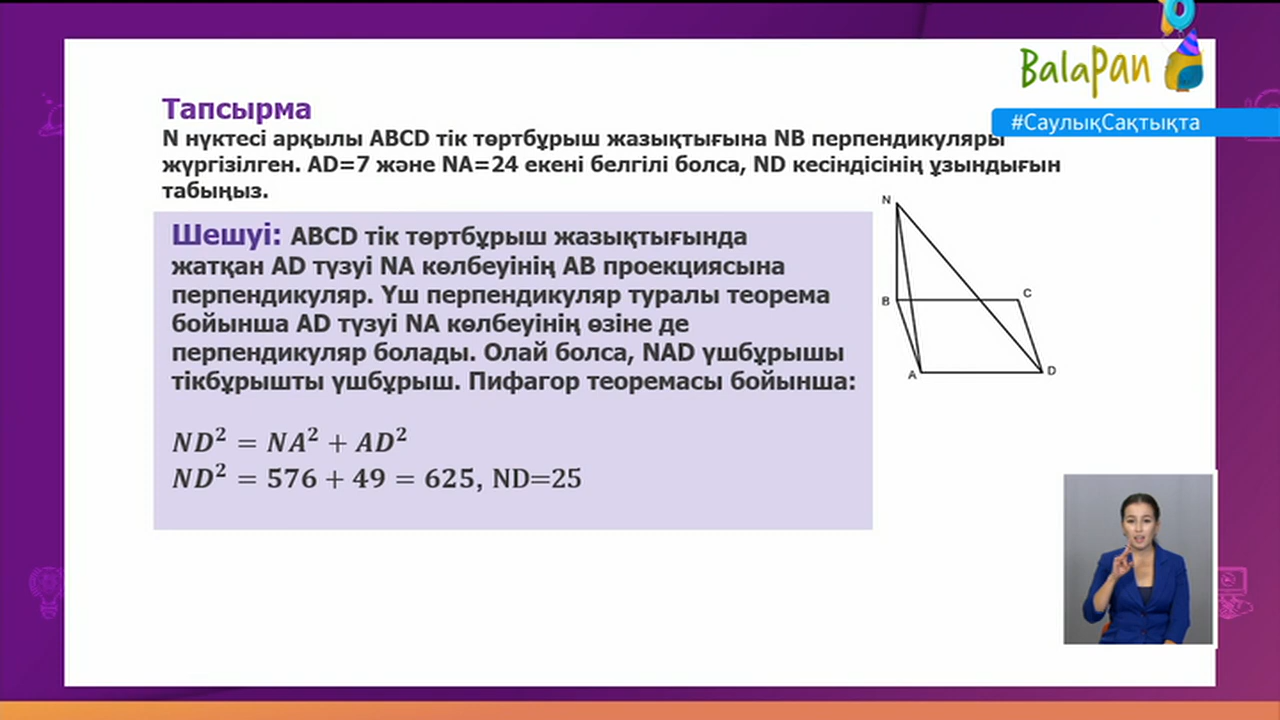 BalaPan
#СаулықСақтықта
Тапсырма
N нүктесі арқылы ABCD тік төртбұрыш жазықтығына NB перпендикуляры
жүргізілген. AD=7 және NA=24 екені белгілі болса, ND кесіндісінің ұзындығын
табыңыз.
Шешуі: ABCD тік төртбұрыш жазықтығында
жатқан AD түзуі NA көлбеуінің AB проекциясына
перпендикуляр. Үш перпендикуляр туралы теорема
бойынша AD түзуі NA көлбеуінің өзіне де
перпендикуляр болады. Олай болса, NAD үшбұрышы
тікбұрышты үшбұрыш. Пифагор теоремасы бойынша:
ND² = NA² + AD²
ND² = 576 + 49 = 625, ND=25
N
B
C
A
D